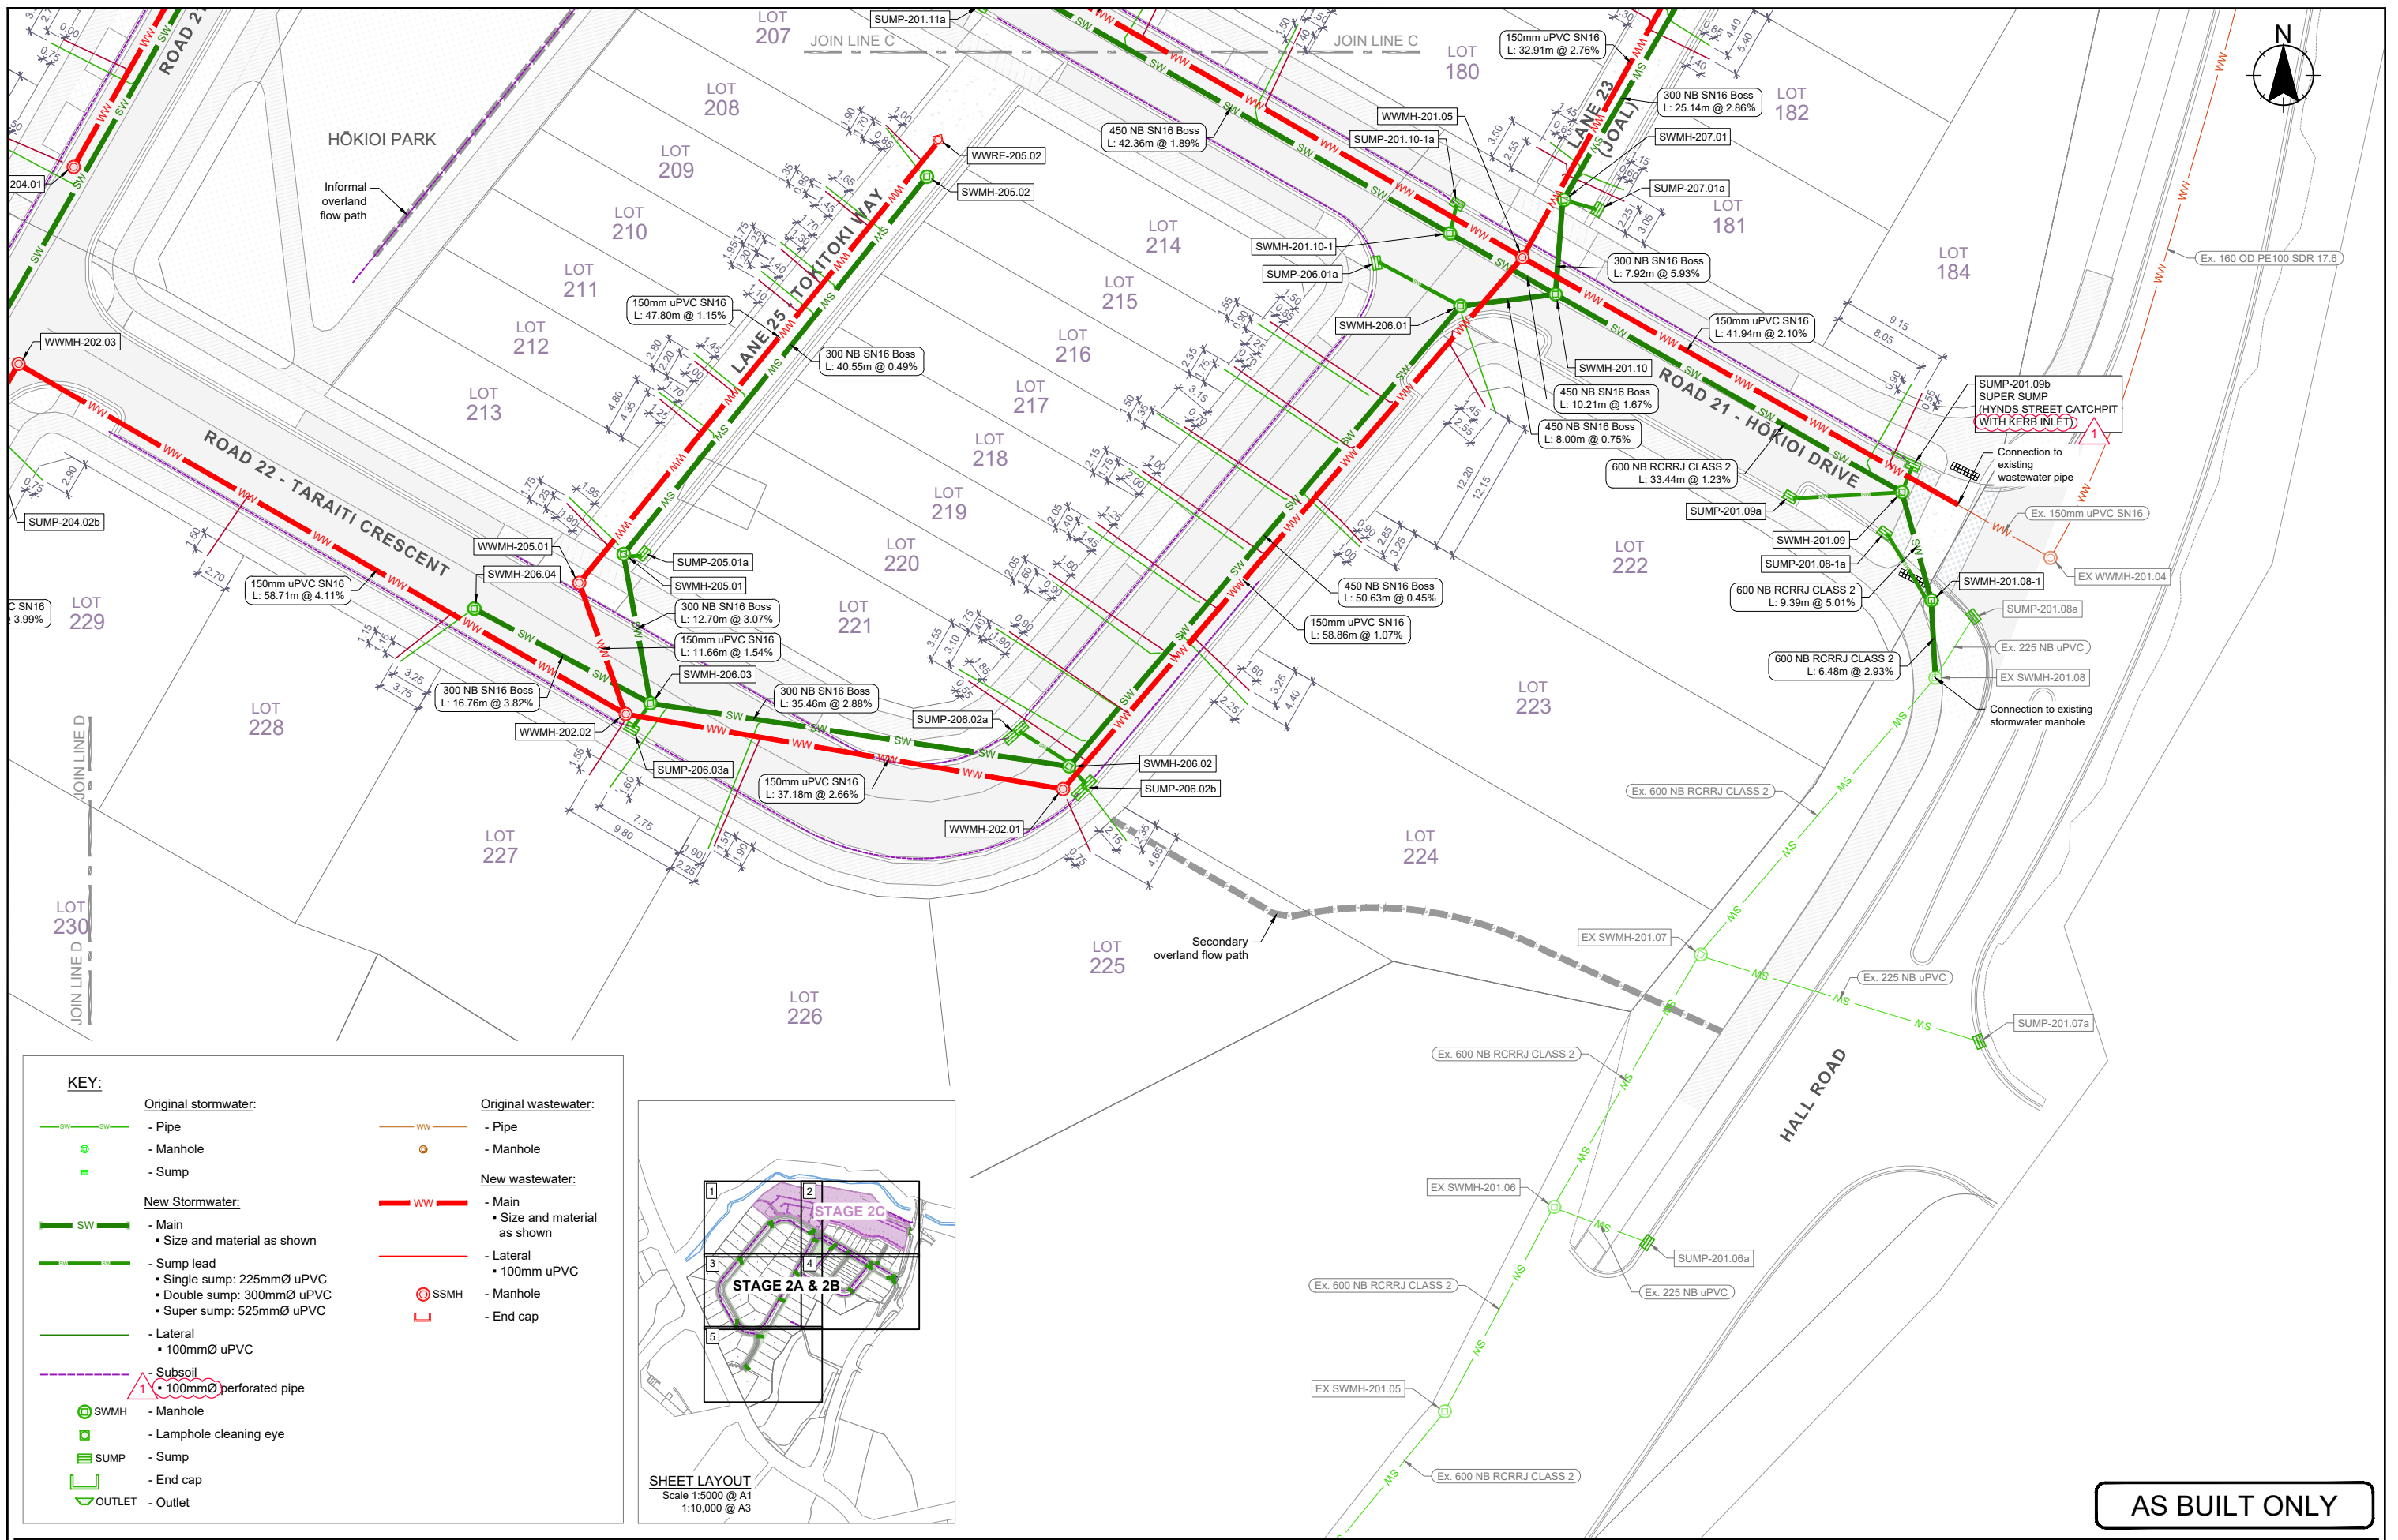 SUMP-201.11a
LOT
207
JOIN LINE C
JOIN LINE C
LOT
180
150mm uPVC SN16
L: 32.91m @ 2.76%
N
ROAD 21
LOT
208
LANE 23
(JOAL)
300 NB SN16 Boss
L: 25.14m @ 2.86%
LOT
182
HŌKIOI PARK
450 NB SN16 Boss
L: 42.36m @ 1.89%
WWMH-201.05
SUMP-201.10-1a
SWMH-207.01
WWRE-205.02
LOT
209
204.01
Informal
overland
flow path
SWMH-205.02
SUMP-207.01a
LOT
181
LOT
210
LOT
214
SWMH-201.10-1
SUMP-206.01a
300 NB SN16 Boss
L: 7.92m @ 5.93%
LOT
184
Ex. 160 OD PE100 SDR 17.6
LOT
211
LANE 25 TOKITOKI WAY
LOT
215
150mm uPVC SN16
L: 47.80m @ 1.15%
LOT
212
SWMH-206.01
150mm uPVC SN16
L: 41.94m @ 2.10%
WWMH-202.03
300 NB SN16 Boss
L: 40.55m @ 0.49%
LOT
216
SWMH-201.10
ROAD 21 - HŌKIOI DRIVE
SUMP-201.09b
SUPER SUMP
(HYNDS STREET CATCHPIT
WITH KERB INLET)
1
LOT
213
LOT
217
450 NB SN16 Boss
L: 10.21m @ 1.67%
450 NB SN16 Boss
L: 8.00m @ 0.75%
Connection to
existing
wastewater pipe
ROAD 22 - TARAITI CRESCENT
LOT
218
600 NB RCRRJ CLASS 2
L: 33.44m @ 1.23%
SUMP-201.09a
Ex. 150mm uPVC SN16
SUMP-204.02b
LOT
219
SWMH-201.09
WWMH-205.01
SUMP-205.01a
LOT
220
LOT
222
SUMP-201.08-1a
EX WWMH-201.04
SWMH-206.04
SWMH-205.01
SWMH-201.08-1
150mm uPVC SN16
L: 58.71m @ 4.11%
450 NB SN16 Boss
L: 50.63m @ 0.45%
600 NB RCRRJ CLASS 2
L: 9.39m @ 5.01%
SUMP-201.08a
C SN16
3.99%
LOT
229
300 NB SN16 Boss
L: 12.70m @ 3.07%
LOT
221
150mm uPVC SN16
L: 58.86m @ 1.07%
150mm uPVC SN16
L: 11.66m @ 1.54%
Ex. 225 NB uPVC
600 NB RCRRJ CLASS 2
L: 6.48m @ 2.93%
EX SWMH-201.08
SWMH-206.03
300 NB SN16 Boss
L: 16.76m @ 3.82%
300 NB SN16 Boss
L: 35.46m @ 2.88%
LOT
223
Connection to existing
stormwater manhole
LOT
228
SUMP-206.02a
WWMH-202.02
JOIN LINE D
SUMP-206.03a
SWMH-206.02
150mm uPVC SN16
L: 37.18m @ 2.66%
SUMP-206.02b
Ex. 600 NB RCRRJ CLASS 2
WWMH-202.01
LOT
227
LOT
224
LOT
230
JOIN LINE D
Secondary
overland flow path
LOT
225
EX SWMH-201.07
Ex. 225 NB uPVC
LOT
226
SUMP-201.07a
Ex. 600 NB RCRRJ CLASS 2
HALL ROAD
EX SWMH-201.06
SUMP-201.06a
Ex. 600 NB RCRRJ CLASS 2
Ex. 225 NB uPVC
EX SWMH-201.05
Ex. 600 NB RCRRJ CLASS 2
KEY:
Original stormwater:
SW SW - Pipe
- Manhole
- Sump
New Stormwater:
SW - Main
▪ Size and material as shown
- Sump lead
▪ Single sump: 225mmØ uPVC
▪ Double sump: 300mmØ uPVC
▪ Super sump: 525mmØ uPVC
- Lateral
▪ 100mmØ uPVC
- Subsoil
1 ▪ 100mmØ perforated pipe
SWMH - Manhole
- Lamphole cleaning eye
SUMP - Sump
- End cap
OUTLET - Outlet
Original wastewater:
WW - Pipe
- Manhole
New wastewater:
WW - Main
▪ Size and material
as shown
- Lateral
▪ 100mm uPVC
SSMH - Manhole
- End cap
1
2
STAGE 2C
3
4
STAGE 2A & 2B
5
SHEET LAYOUT
Scale 1:5000 @ A1
1:10,000 @ A3
AS BUILT ONLY